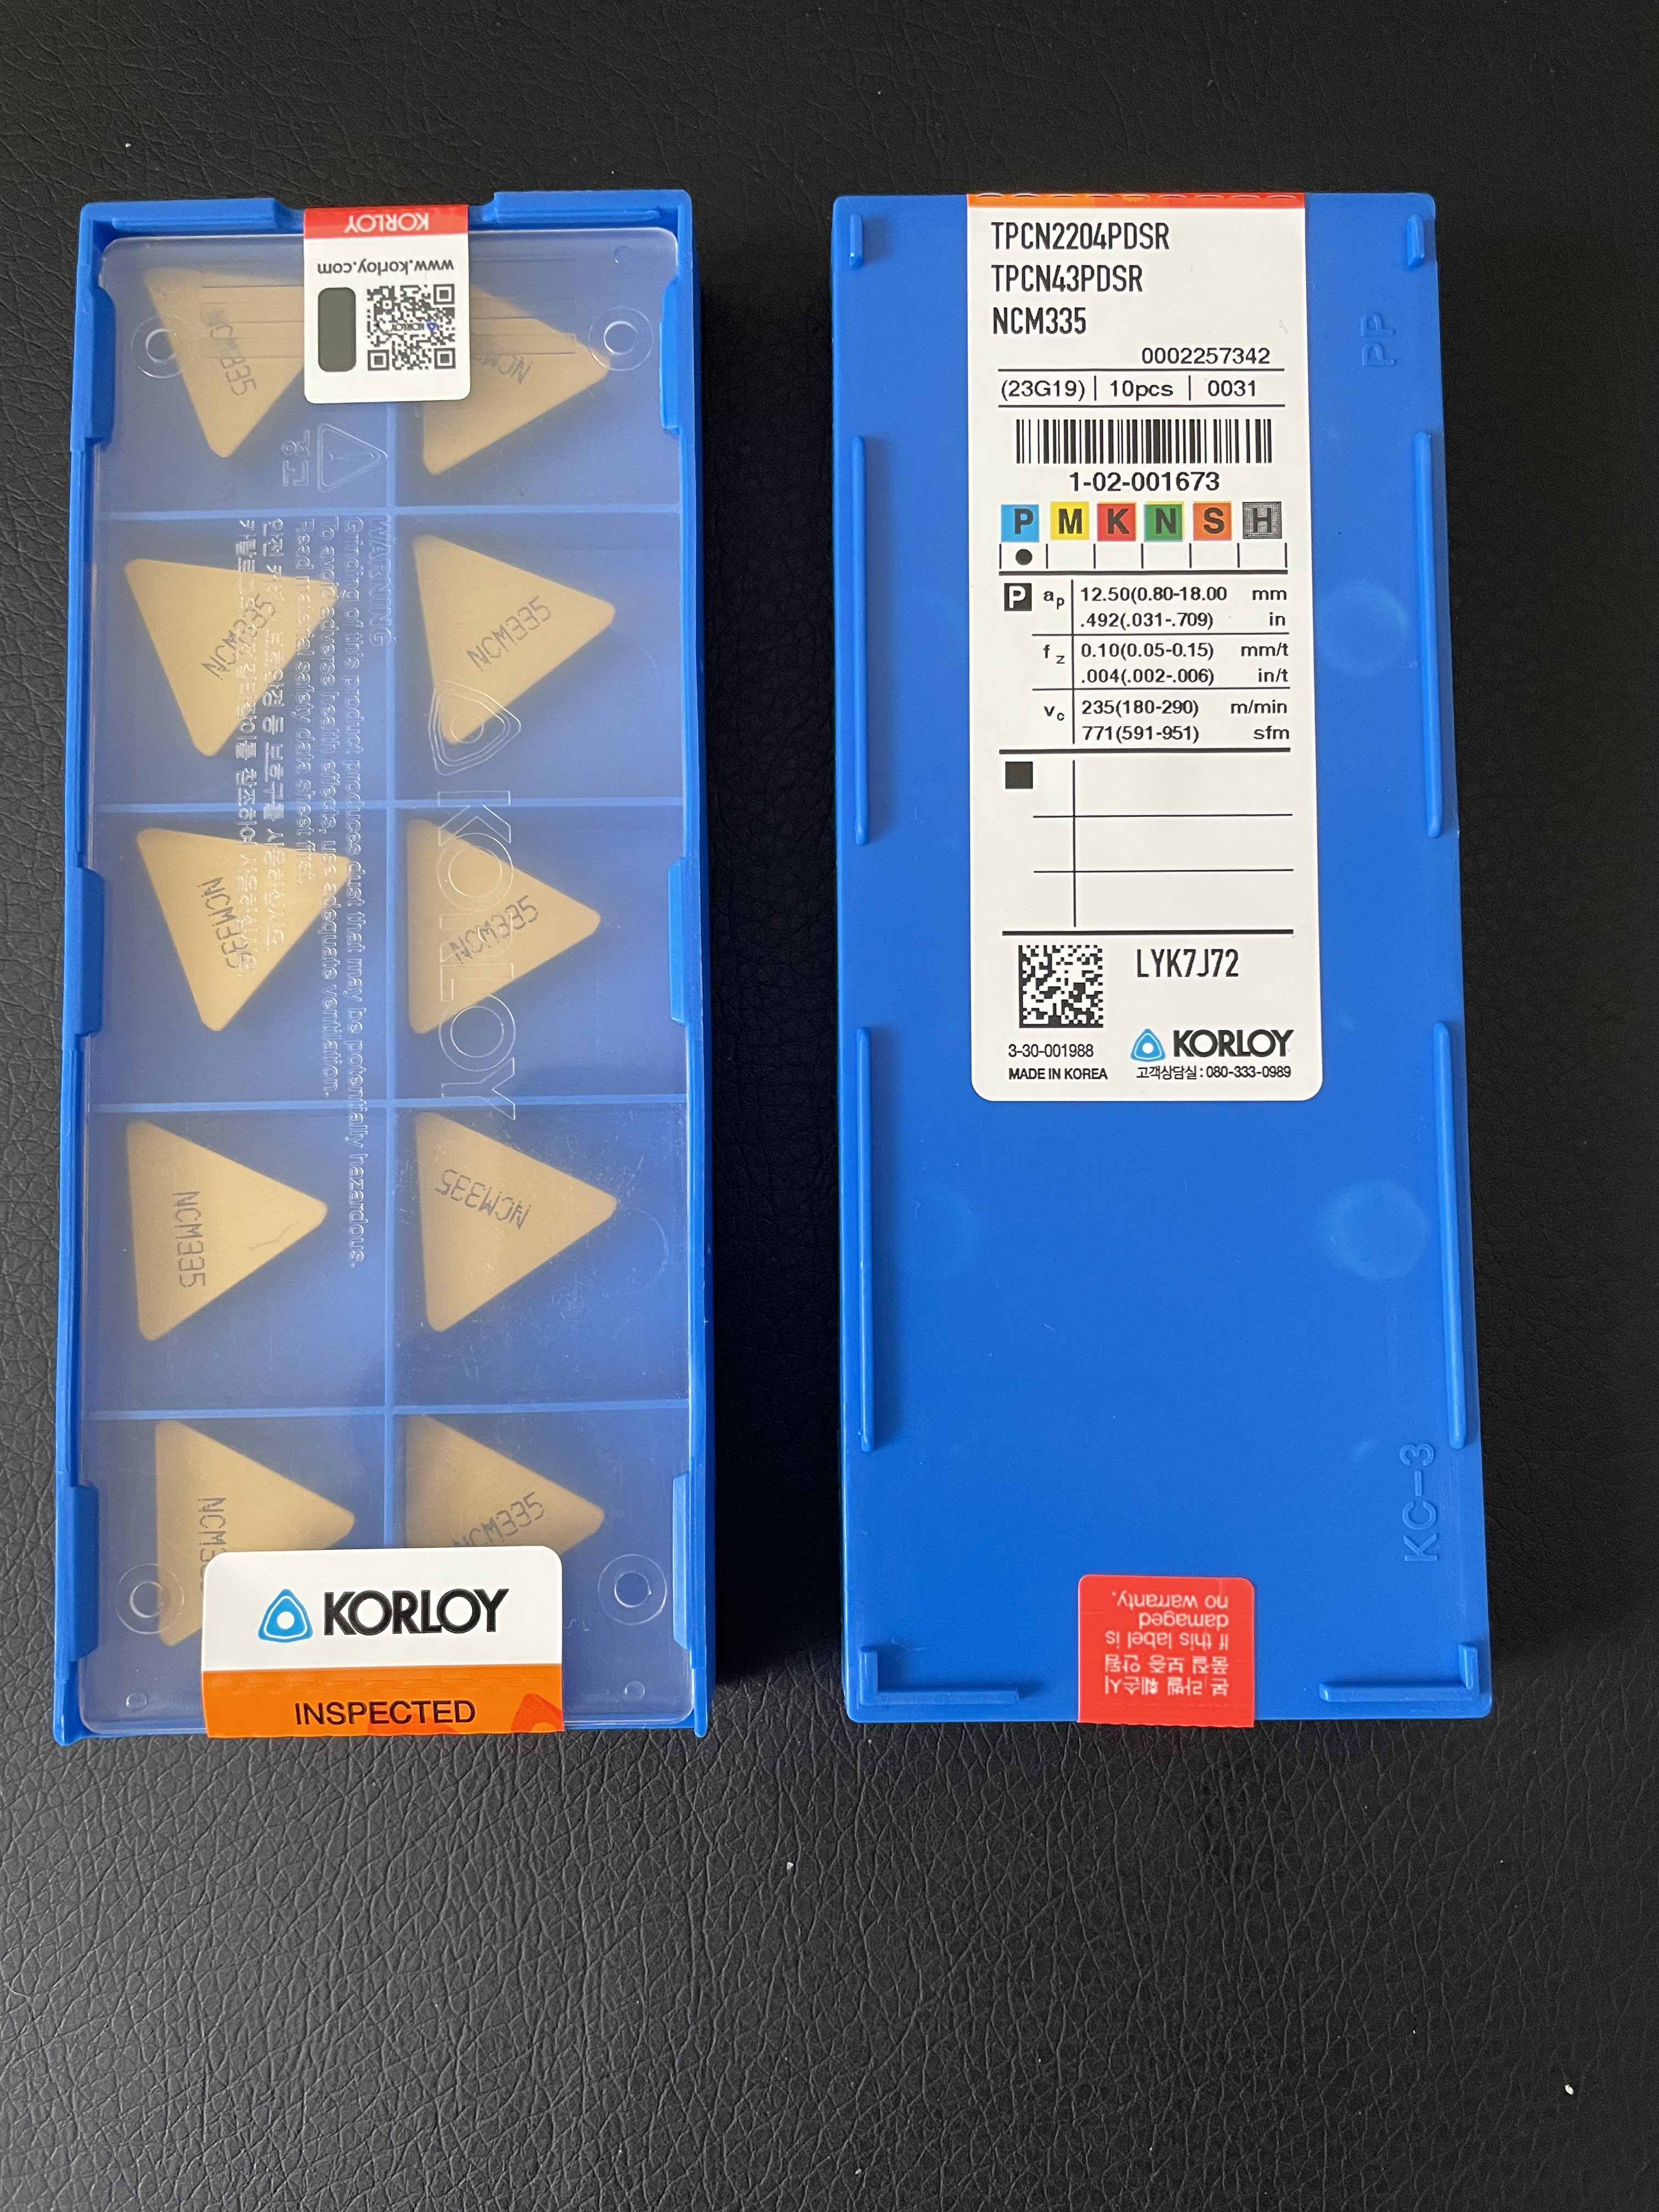 KORLOY
www.korloy.com
KORLOY
NCM335
NCM
경고
WARNING
Grinding of this product produces dust that may be potentially hazardous.
To avoid adverse health effects, use adequate ventilation.
Read material safety data sheet first.
KORLOY
NCM335
NCM335
NCM335
NCM335
NCM335
NCM335
NCM3
NCM335
KORLOY
INSPECTED
TPCN2204PDSR
TPCN43PDSR
NCM335
0002257342
(23G19) | 10pcs | 0031
1-02-001673
P M K N S H
P ap 12.50(0.80-18.00 mm
.492(.031-.709) in
fz 0.10(0.05-0.15) mm/t
.004(.002-.006) in/t
vc 235(180-290) m/min
771(591-951) sfm
LYK7J72
3-30-001988 KORLOY
MADE IN KOREA 고객상담실 : 080-333-0989
PP
KC-3
본 라벨 훼손시
품질 보증 안됨
If this label is
damaged
no warranty.